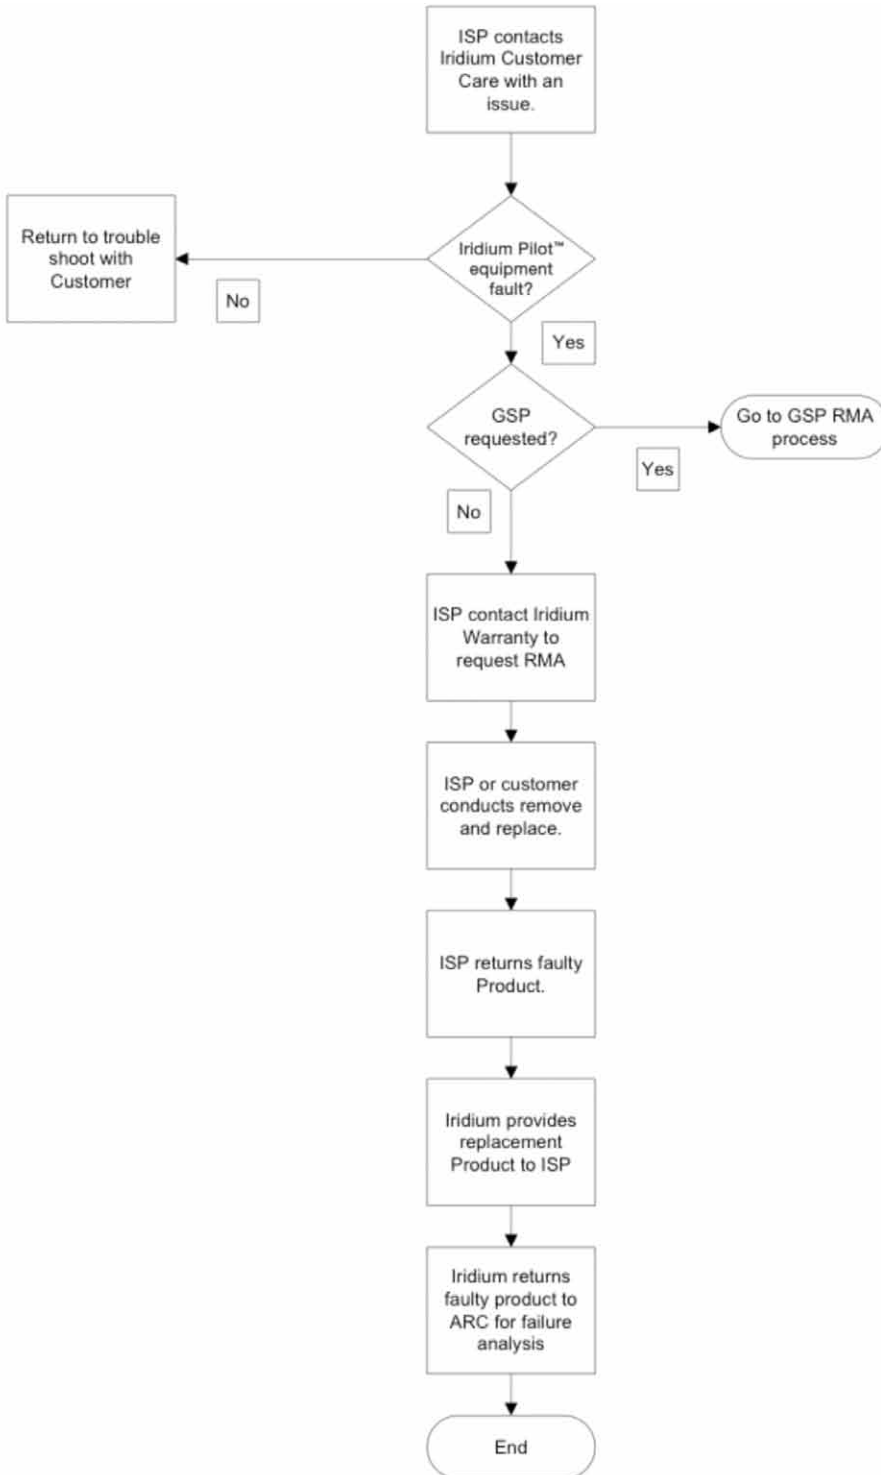 ISP contacts
Iridium Customer
Care with an
issue.
Return to trouble
shoot with
Customer
Iridium Pilot™
equipment
fault?
No
Yes
GSP
requested?
Go to GSP RMA
process
Yes
No
ISP contact Iridium
Warranty to
request RMA
ISP or customer
conducts remove
and replace.
ISP returns faulty
Product.
Iridium provides
replacement
Product to ISP
Iridium returns
faulty product to
ARC for failure
analysis
End